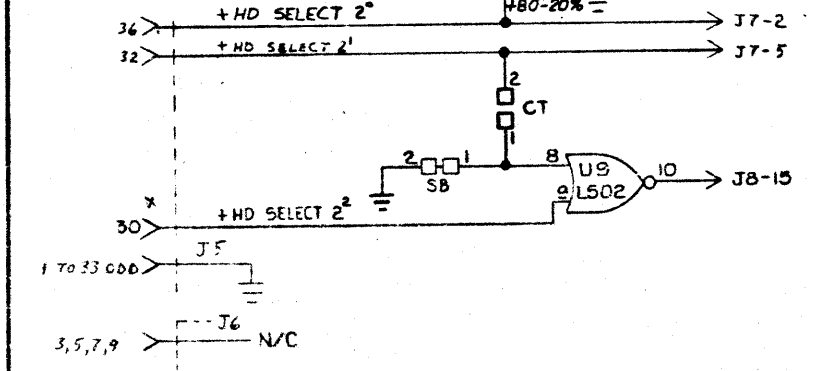 +80-20%
36 + HD SELECT 2⁰ J7-2
32 + HD SELECT 2¹ J7-5
2
CT
1
2 1 8 U9 10 J8-15
SB 9 LS02
*
30 + HD SELECT 2²
J5
1 TO 33 ODD
J6
3,5,7,9 N/C